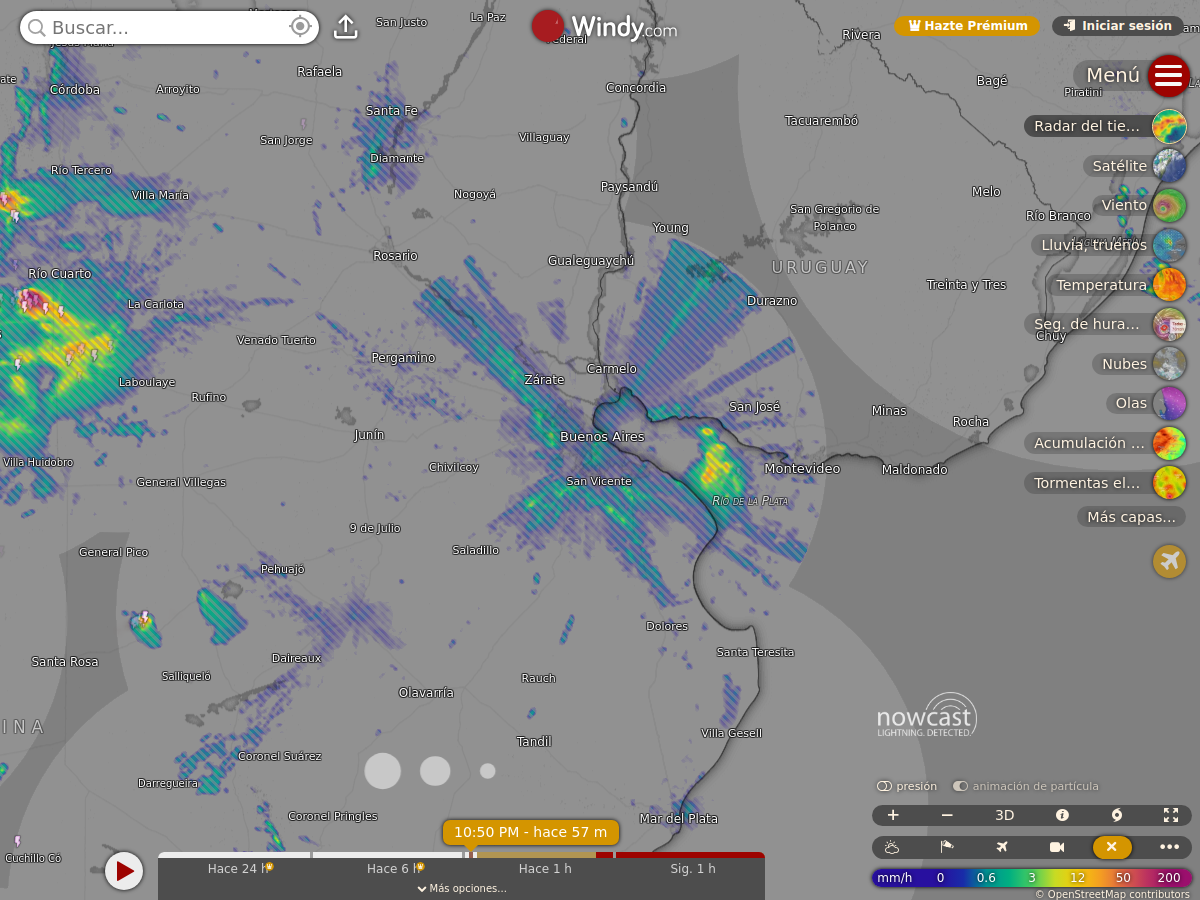 Buscar...
Windy.com
Hazte Prémium
Iniciar sesión
Menú
Radar del tie...
Satélite
Viento
Lluvia, truenos
Temperatura
Seg. de hura...
Nubes
Olas
Acumulación ...
Tormentas el...
Más capas...
San Justo
La Paz
Federal
Rivera
Jesús María
Rafaela
Córdoba
Arroyito
Concordia
Bagé
Piratini
Santa Fe
Tacuarembó
San Jorge
Villaguay
Diamante
Río Tercero
Villa María
Nogoyá
Paysandú
Melo
San Gregorio de
Polanco
Río Branco
Young
Rosario
Gualeguaychú
URUGUAY
Río Cuarto
Treinta y Tres
La Carlota
Durazno
Venado Tuerto
Chuy
Pergamino
Carmelo
Zárate
Laboulaye
Rufino
San José
Minas
Rocha
Junín
Buenos Aires
Villa Huidobro
Chivilcoy
Montevideo
Maldonado
General Villegas
San Vicente
Río de la Plata
9 de Julio
General Pico
Saladillo
Pehuajó
Dolores
Santa Rosa
Daireaux
Santa Teresita
Salliqueló
Rauch
Olavarría
INA
Villa Gesell
Tandil
Coronel Suárez
Darregueira
Coronel Pringles
Mar del Plata
Cuchillo Có
nowcast
LIGHTNING. DETECTED.
presión
animación de partícula
+ − 3D
10:50 PM - hace 57 m
Hace 24 h
Hace 6 h
Hace 1 h
Sig. 1 h
Más opciones...
mm/h 0 0.6 3 12 50 200
© OpenStreetMap contributors